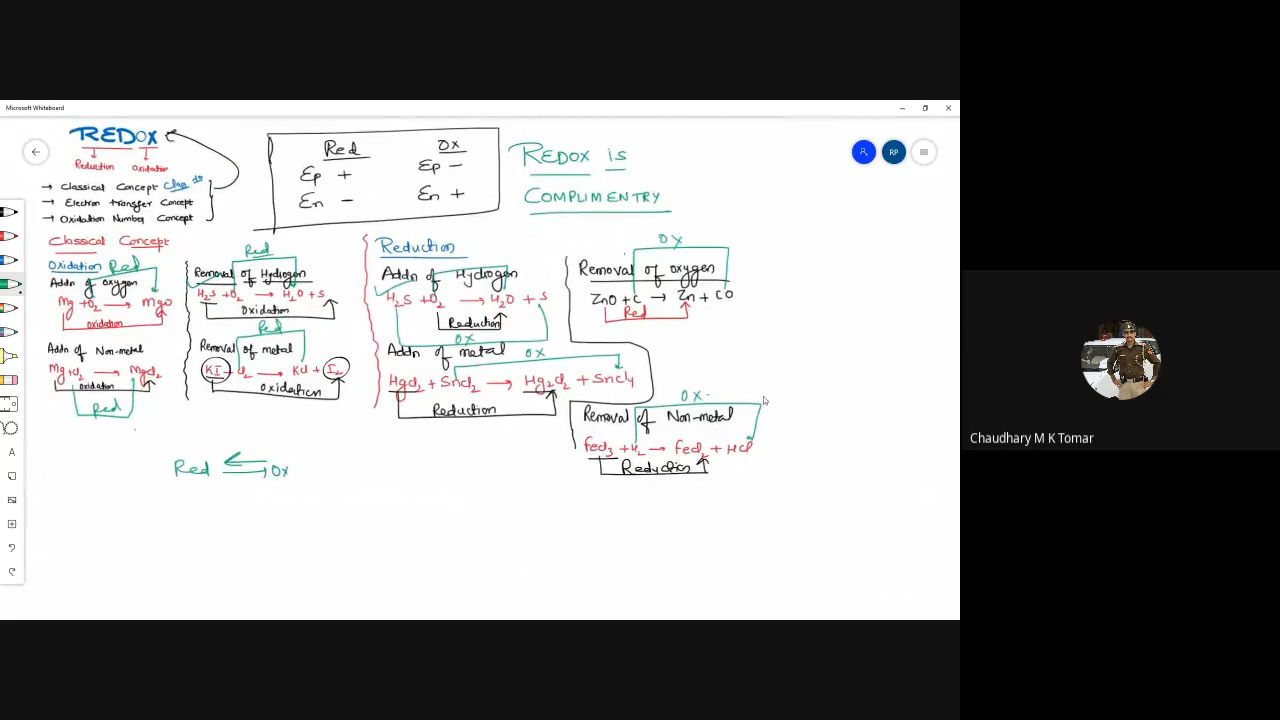 Microsoft Whiteboard
REDOX
Reduction Oxidation
→ Classical Concept Class 10
→ Electron transfer Concept
→ Oxidation Number Concept
Red OX
Ep + Ep -
En - En +
REDOX is
COMPLIMENTRY
RP
Classical Concept
Oxidation Red
Addn of oxygen
Mg + O2 → MgO
oxidation
Addn of Non-metal
Mg + Cl2 → MgCl2
oxidation
Red
Red
Removal of Hydrogen
H2S + O2 → H2O + S
Oxidation
Red
Removal of metal
KI + Cl2 → KCl + I2
Oxidation
Reduction
Addn of Hydrogen
H2S + O2 → H2O + S
Reduction
OX
Addn of metal OX
HgCl2 + SnCl2 → Hg2Cl2 + SnCl4
Reduction
OX
Removal of oxygen
ZnO + C → Zn + CO
Red
OX
Removal of Non-metal
FeCl3 + H2 → FeCl2 + HCl
Reduction
Red ⇌ OX
A
Chaudhary M K Tomar